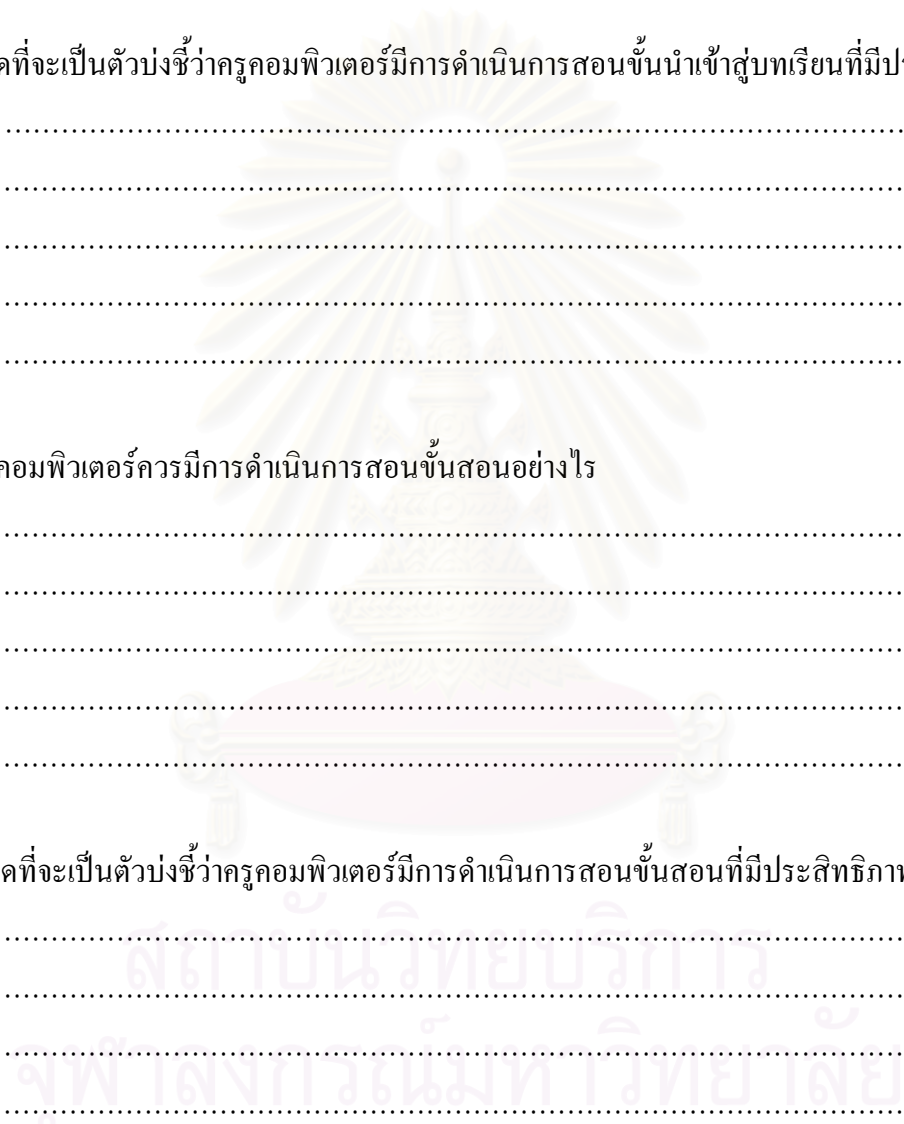 ดที่จะเป็นตัวบ่งชี้ว่าครูคอมพิวเตอร์มีการดำเนินการสอนขั้นนำเข้าสู่บทเรียนที่มีปร
................................................................................................
................................................................................................
................................................................................................
................................................................................................
................................................................................................
คอมพิวเตอร์ควรมีการดำเนินการสอนขั้นสอนอย่างไร
................................................................................................
................................................................................................
................................................................................................
................................................................................................
................................................................................................
ดที่จะเป็นตัวบ่งชี้ว่าครูคอมพิวเตอร์มีการดำเนินการสอนขั้นสอนที่มีประสิทธิภาพ
................................................................................................
สถาบันวิทยบริการ
................................................................................................
................................................................................................
จุฬาลงกรณ์มหาวิทยาลัย
................................................................................................